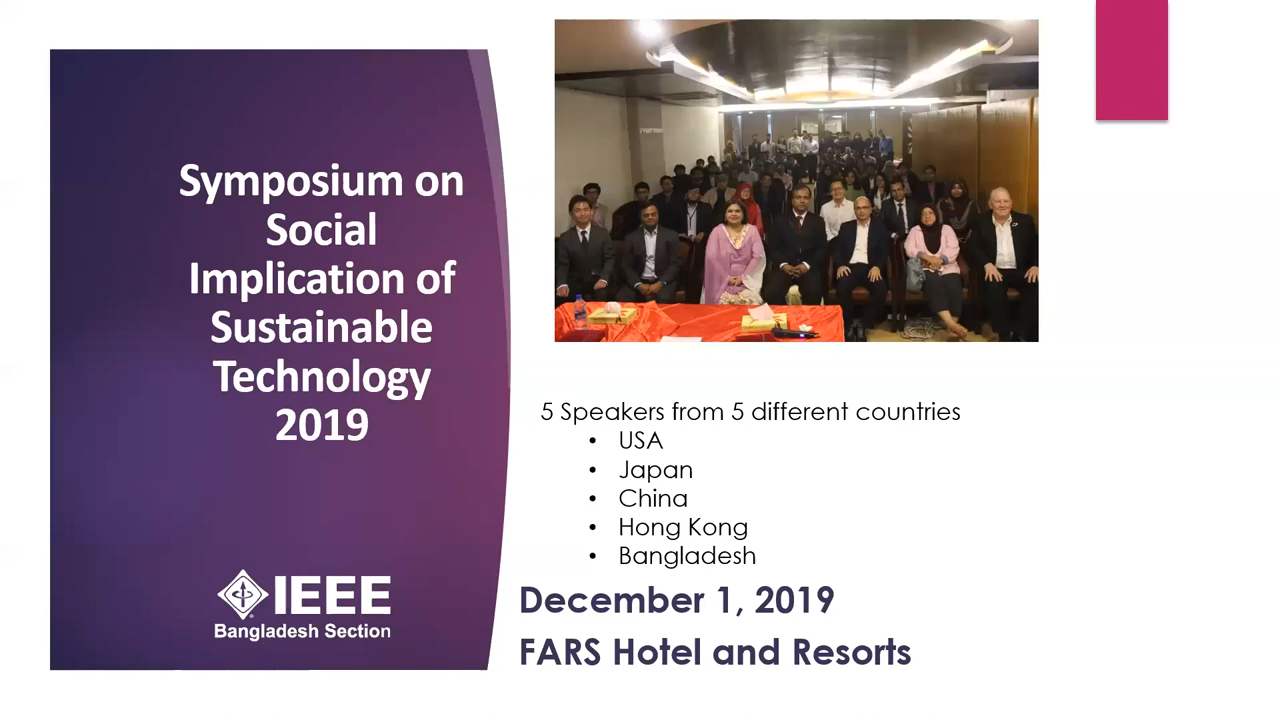 Symposium on
Social
Implication of
Sustainable
Technology
2019
IEEE
Bangladesh Section
5 Speakers from 5 different countries
• USA
• Japan
• China
• Hong Kong
• Bangladesh
December 1, 2019
FARS Hotel and Resorts